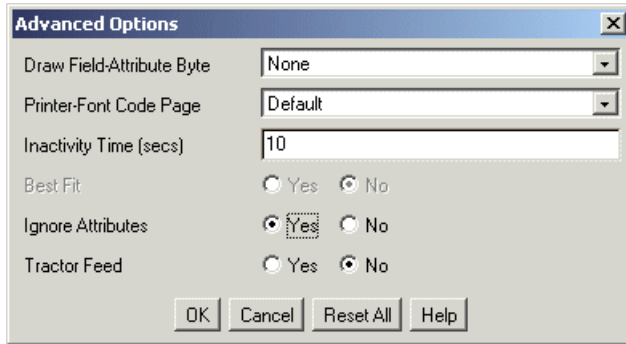 Advanced Options
Draw Field-Attribute Byte None
Printer-Font Code Page Default
Inactivity Time (secs) 10
Best Fit Yes No
Ignore Attributes Yes No
Tractor Feed Yes No
OK Cancel Reset All Help